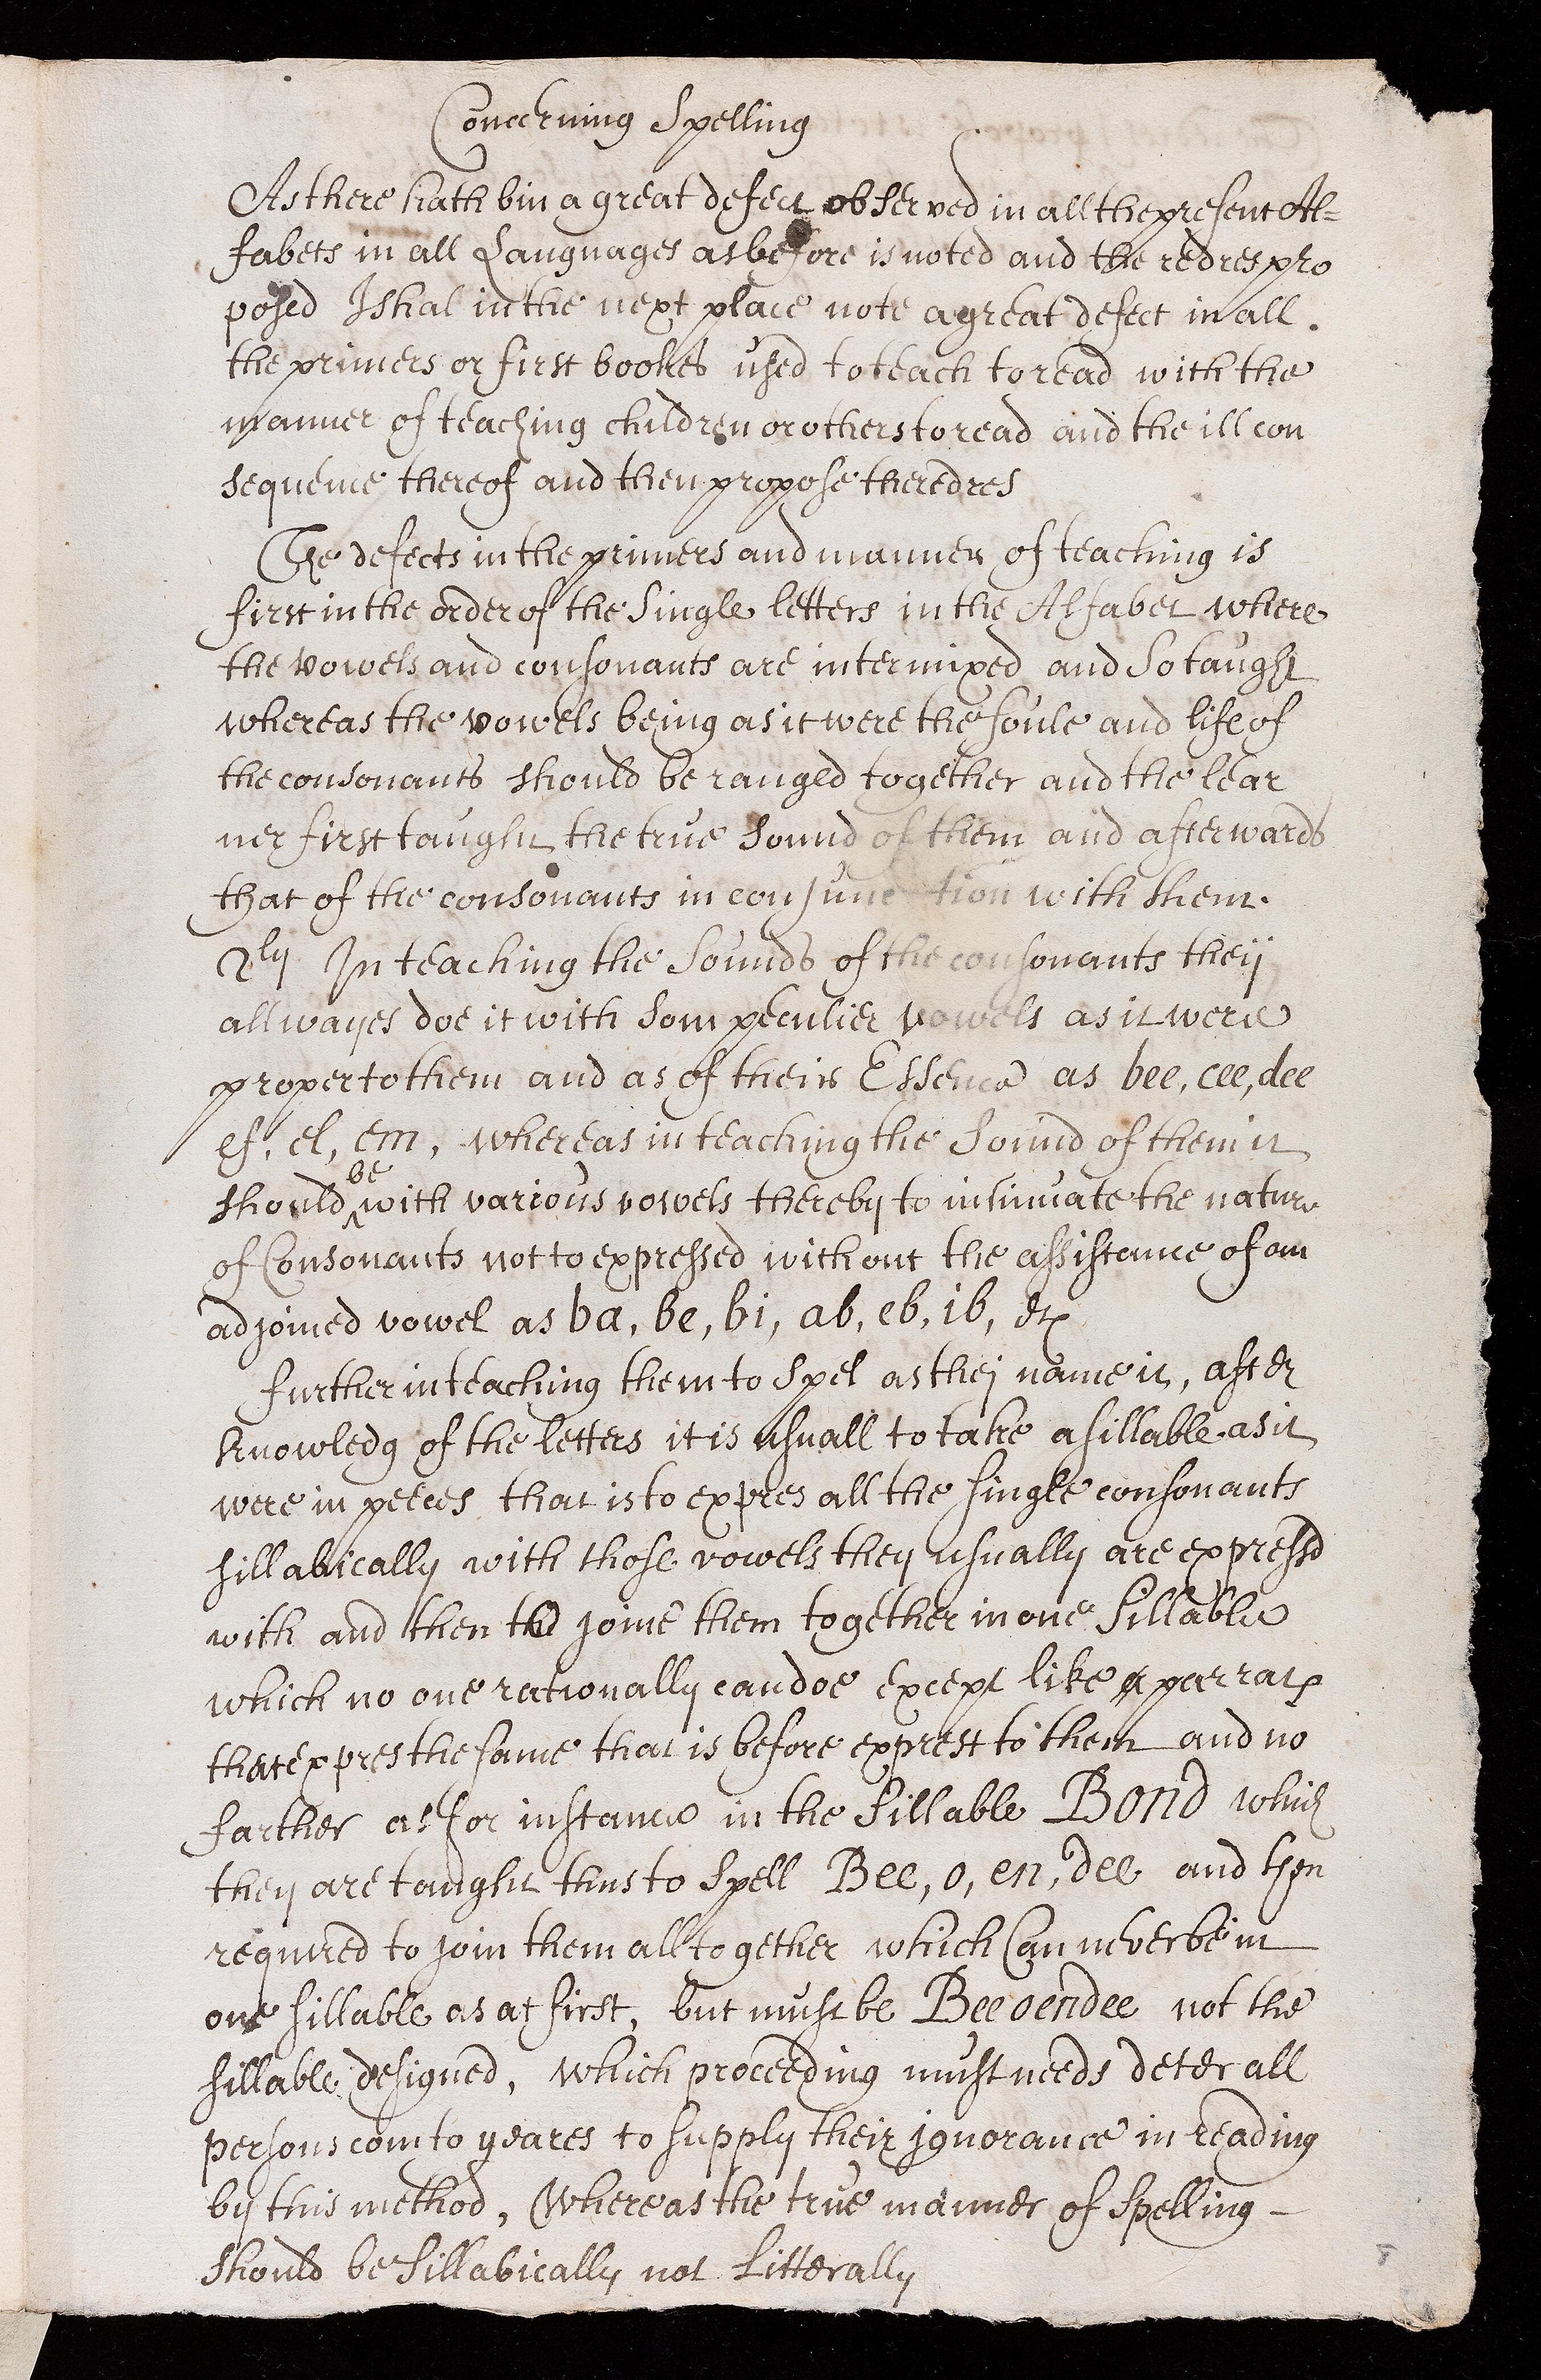 Concerning Spelling
As there hath bin a great defect observed in all the present Al=
fabets in all Languages as before is noted and the redres pro
posed I shal in the next place note a great defect in all.
the primers or first bookes used to teach to read with the
manner of teaching children or others to read and the ill con
sequence thereof and then propose the redres
The defects in the primers and manner of teaching is
first in the order of the Single letters in the Alfabet where
the vowels and consonants are intermixed and So taught
whereas the vowels being as it were the soule and life of
the consonants should be ranged together and the lear
ner first taught the true sound of them and afterwards
that of the consonants in conjunction with them.
2ly In teaching the Sounds of the consonants they
allwayes doe it with som peculier vowels as it were
proper to them and as of their Essence as bee, cee, dee
ef, el, em, whereas in teaching the sound of them it
be
should ^ with various vowels thereby to insinuate the nature
of Consonants not to expressed without the assistance of an
adjoined vowel as ba, be, bi, ab, eb, ib, &c
further in teaching them to Spel as they name it, after
knowledg of the letters it is usuall to take a sillable as it
were in peeces that is to expres all the single consonants
sillabically with those vowels they usually are expressd
with and then to joine them together in one Sillable
which no one rationally can doe except like a parrat
that expres the same that is before exprest to them and no
farther as for instance in the sillable Bond which
they are taught thus to Spell Bee, o, en, dee and then
required to join them all together which Can never be in
one sillable as at first, but must be Bee oendee not the
sillable designed, which proceeding must needs deter all
persons com to yeares to supply their ignorance in reading
by this method, Whereas the true manner of Spelling -
should be Sillabically not Litterally